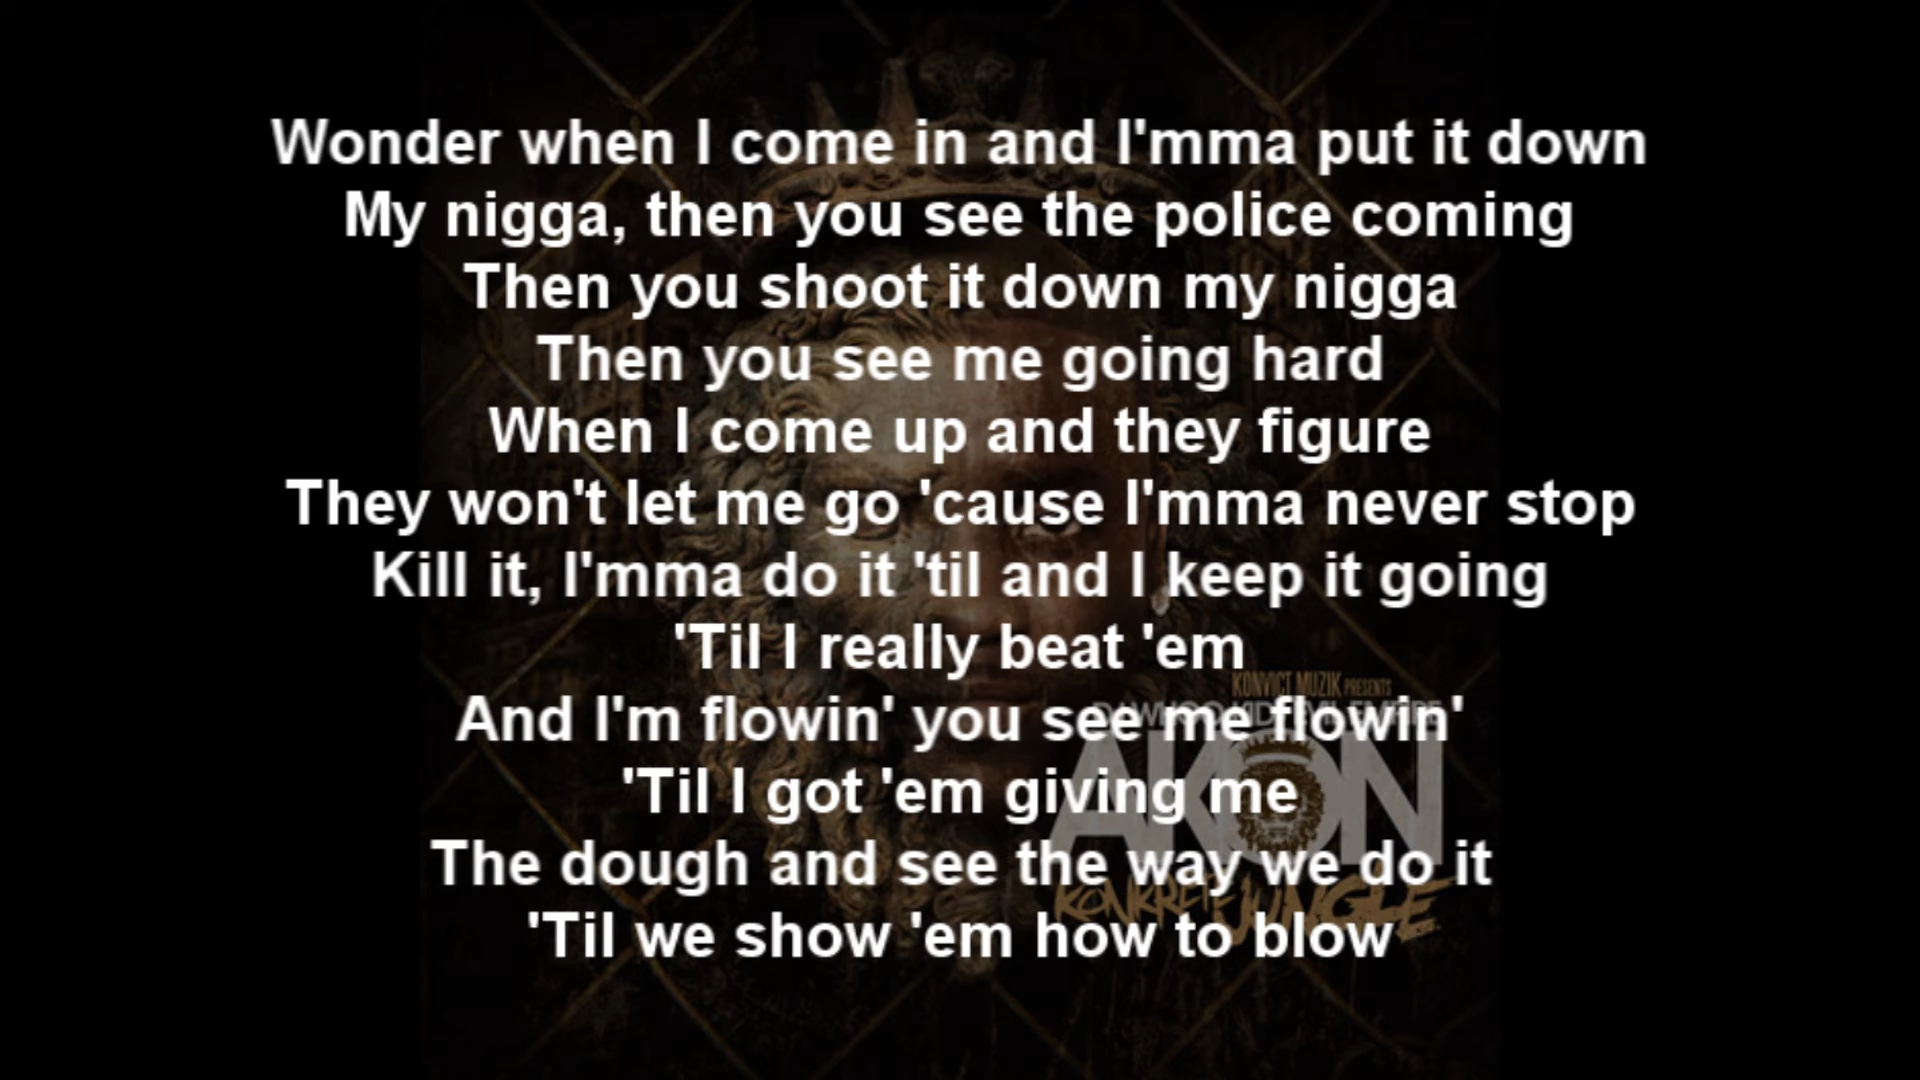 Wonder when I come in and I'mma put it down
My nigga, then you see the police coming
Then you shoot it down my nigga
Then you see me going hard
When I come up and they figure
They won't let me go 'cause I'mma never stop
Kill it, I'mma do it 'til and I keep it going
'Til I really beat 'em
KONVICT MUZIK PRESENTS
And I'm flowin' you see me flowin'
'Til I got 'em giving me
AKON
The dough and see the way we do it
KONKRETE JUNGLE
'Til we show 'em how to blow